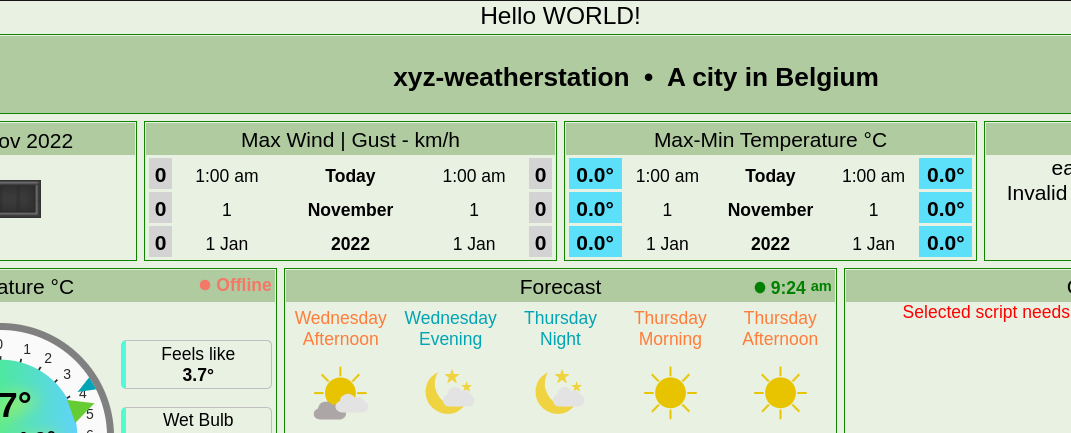 Hello WORLD!
xyz-weatherstation • A city in Belgium
ov 2022
Max Wind | Gust - km/h
0 1:00 am Today 1:00 am 0
0 1 November 1 0
0 1 Jan 2022 1 Jan 0
Max-Min Temperature °C
0.0° 1:00 am Today 1:00 am 0.0°
0.0° 1 November 1 0.0°
0.0° 1 Jan 2022 1 Jan 0.0°
ea
Invalid
ature °C
Offline
0 1 2 3 4 5
7°
Feels like
3.7°
Wet Bulb
Forecast
9:24 am
Wednesday Wednesday Thursday Thursday Thursday
Afternoon Evening Night Morning Afternoon
Selected script needs